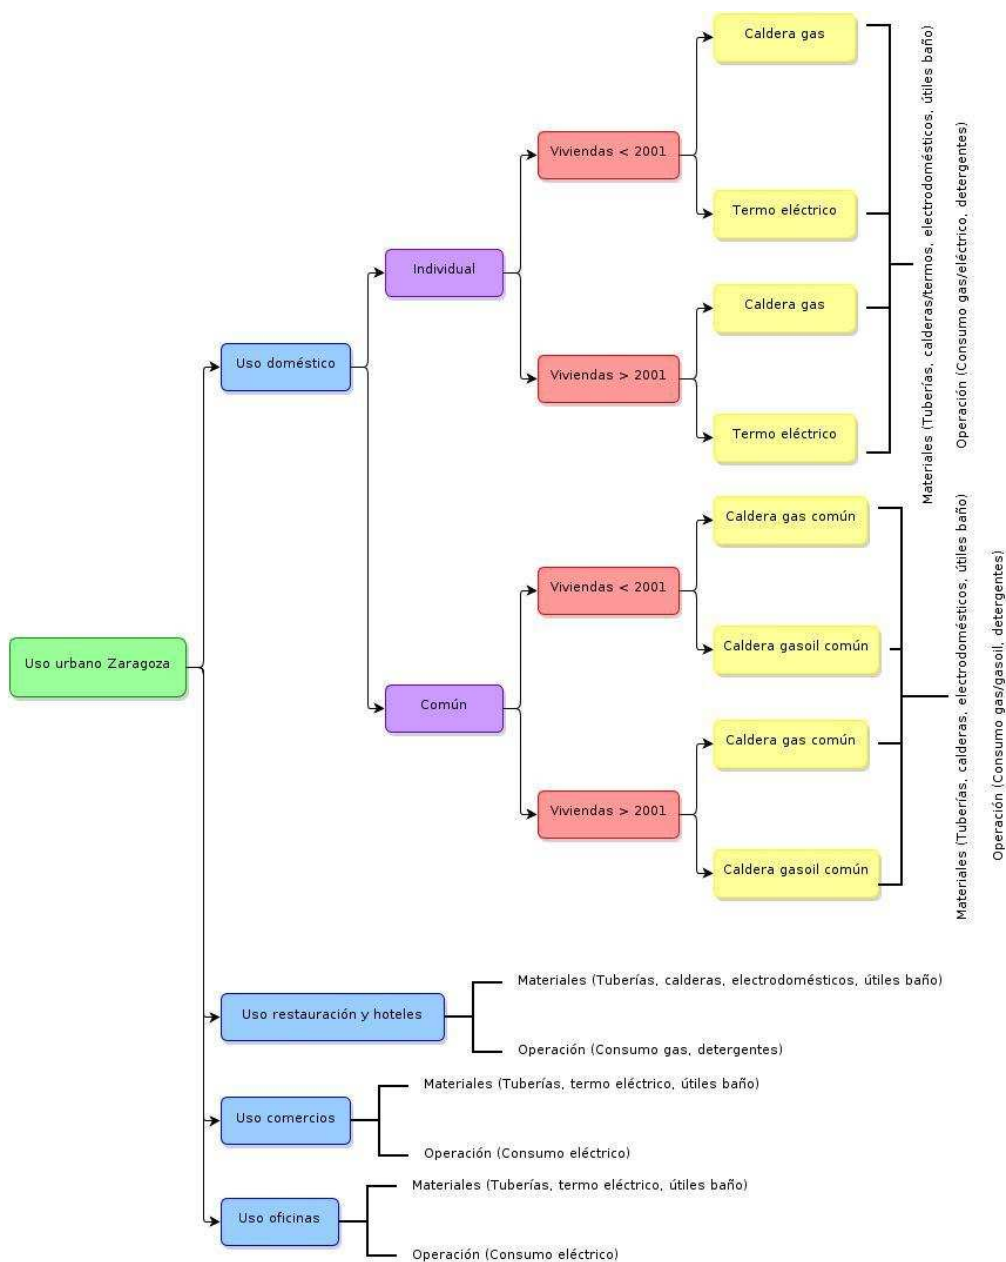 Uso urbano Zaragoza
Uso doméstico
Individual
Viviendas < 2001
Caldera gas
Termo eléctrico
Viviendas > 2001
Caldera gas
Termo eléctrico
Materiales (Tuberías, calderas/termos, electrodomésticos, útiles baño)
Operación (Consumo gas/eléctrico, detergentes)
Común
Viviendas < 2001
Caldera gas común
Caldera gasoil común
Viviendas > 2001
Caldera gas común
Caldera gasoil común
Materiales (Tuberías, calderas, electrodomésticos, útiles baño)
Operación (Consumo gas/gasoil, detergentes)
Uso restauración y hoteles
Materiales (Tuberías, calderas, electrodomésticos, útiles baño)
Operación (Consumo gas, detergentes)
Uso comercios
Materiales (Tuberías, termo eléctrico, útiles baño)
Operación (Consumo eléctrico)
Uso oficinas
Materiales (Tuberías, termo eléctrico, útiles baño)
Operación (Consumo eléctrico)